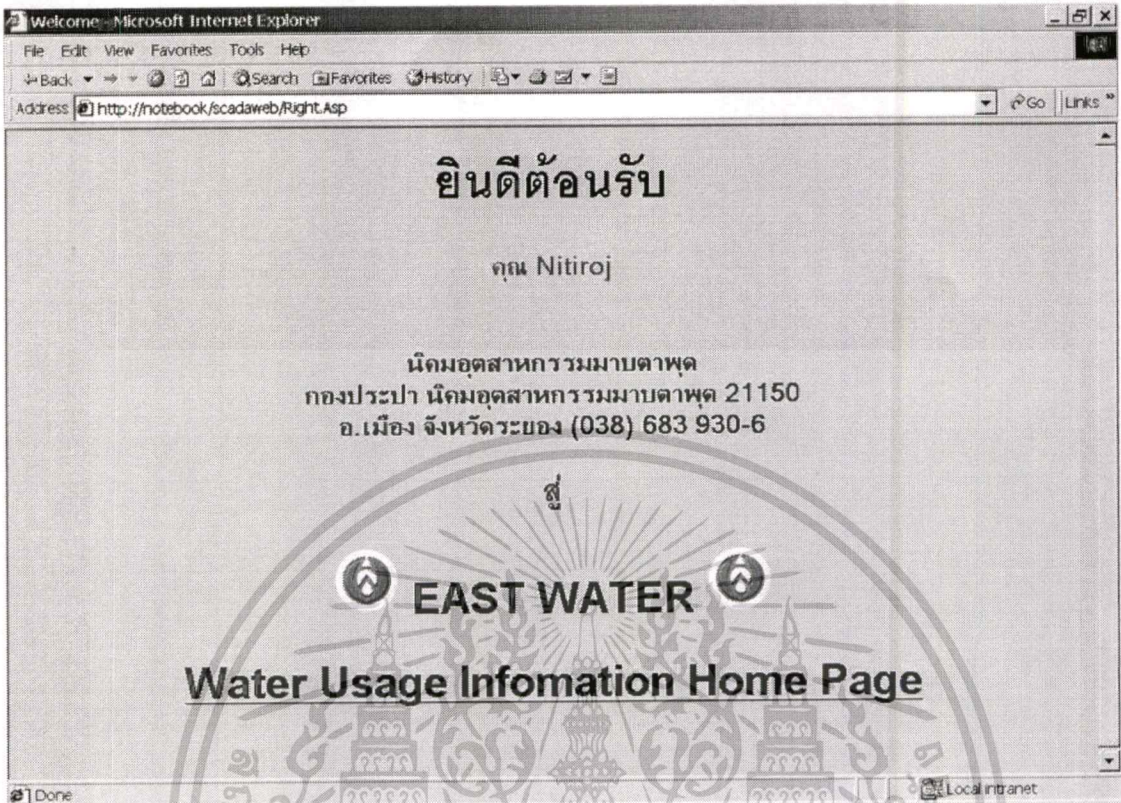 Welcome - Microsoft Internet Explorer
File Edit View Favorites Tools Help
Back Search Favorites History
Address http://notebook/scadaweb/Right.Asp Go Links »
ยินดีต้อนรับ
คุณ Nitiroj
นิคมอุตสาหกรรมมาบตาพุด
กองประปา นิคมอุตสาหกรรมมาบตาพุด 21150
อ.เมือง จังหวัดระยอง (038) 683 930-6
สู่
EAST WATER
Water Usage Infomation Home Page
Done Local intranet